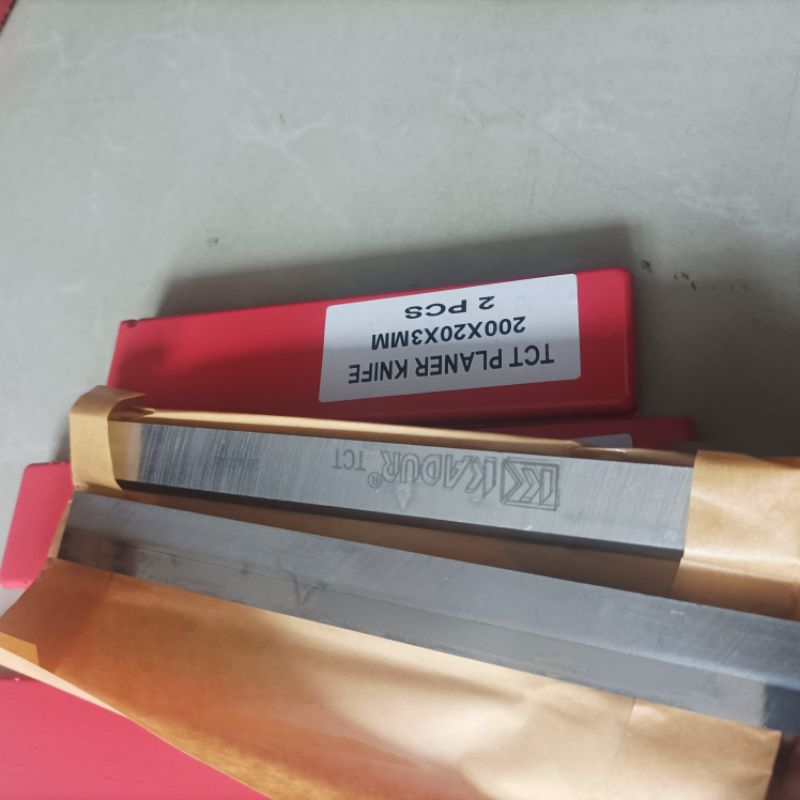 TCT PLANER KNIFE
200X20X3MM
2 PCS
KADUR® TCT